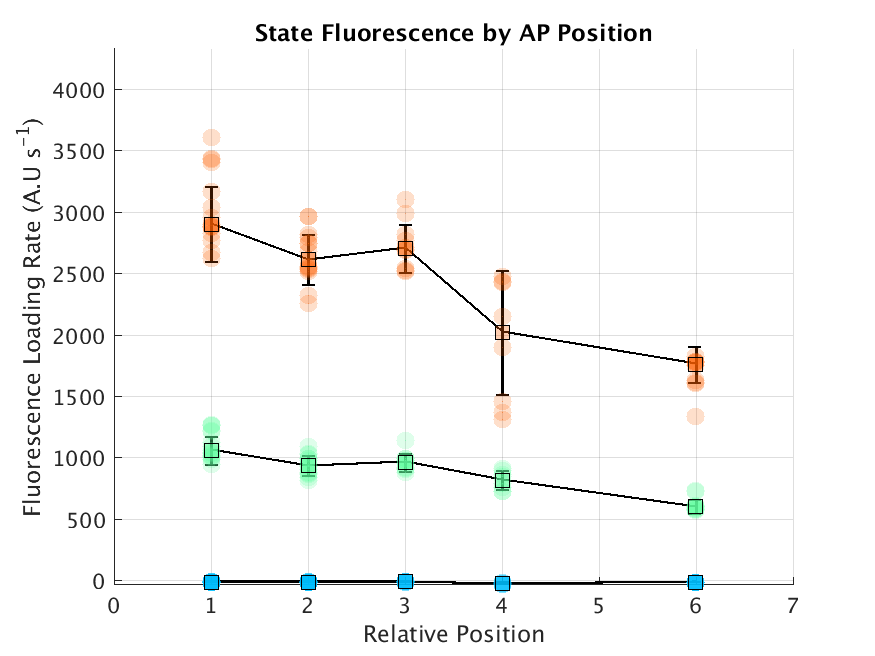 State Fluorescence by AP Position
Fluorescence Loading Rate (A.U s⁻¹)
4000
3500
3000
2500
2000
1500
1000
500
0
0 1 2 3 4 5 6 7
Relative Position